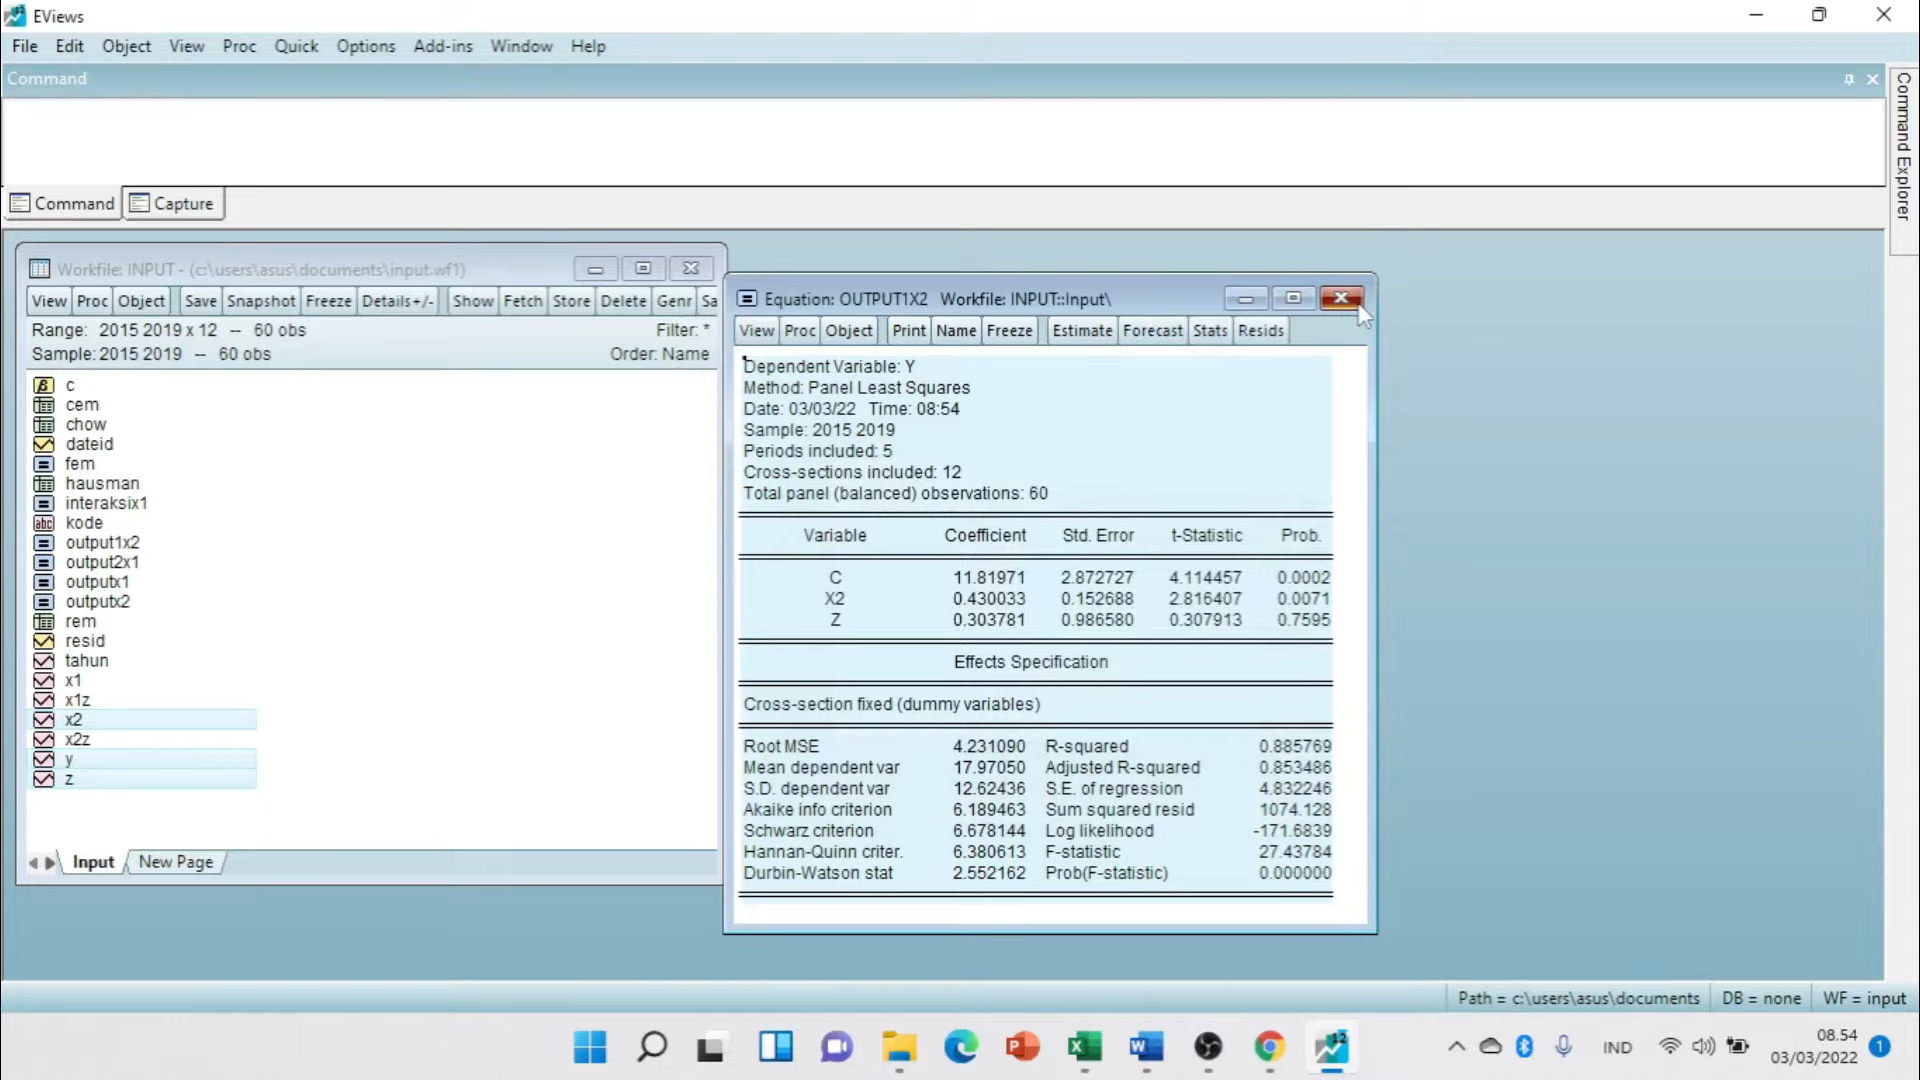 EViews
File Edit Object View Proc Quick Options Add-ins Window Help
Command
Command Explorer
Command Capture
Workfile: INPUT - (c:\users\asus\documents\input.wf1)
View Proc Object Save Snapshot Freeze Details+/- Show Fetch Store Delete Genr Sa
Range: 2015 2019 x 12 -- 60 obs Filter: *
Sample: 2015 2019 -- 60 obs Order: Name
c
cem
chow
dateid
fem
hausman
interaksix1
abc kode
output1x2
output2x1
outputx1
outputx2
rem
resid
tahun
x1
x1z
x2
x2z
y
z
Input New Page
Equation: OUTPUT1X2 Workfile: INPUT::Input\
View Proc Object Print Name Freeze Estimate Forecast Stats Resids
Dependent Variable: Y
Method: Panel Least Squares
Date: 03/03/22 Time: 08:54
Sample: 2015 2019
Periods included: 5
Cross-sections included: 12
Total panel (balanced) observations: 60
Variable Coefficient Std. Error t-Statistic Prob.
C 11.81971 2.872727 4.114457 0.0002
X2 0.430033 0.152688 2.816407 0.0071
Z 0.303781 0.986580 0.307913 0.7595
Effects Specification
Cross-section fixed (dummy variables)
Root MSE 4.231090 R-squared 0.885769
Mean dependent var 17.97050 Adjusted R-squared 0.853486
S.D. dependent var 12.62436 S.E. of regression 4.832246
Akaike info criterion 6.189463 Sum squared resid 1074.128
Schwarz criterion 6.678144 Log likelihood -171.6839
Hannan-Quinn criter. 6.380613 F-statistic 27.43784
Durbin-Watson stat 2.552162 Prob(F-statistic) 0.000000
Path = c:\users\asus\documents DB = none WF = input
IND
08.54
03/03/2022
1